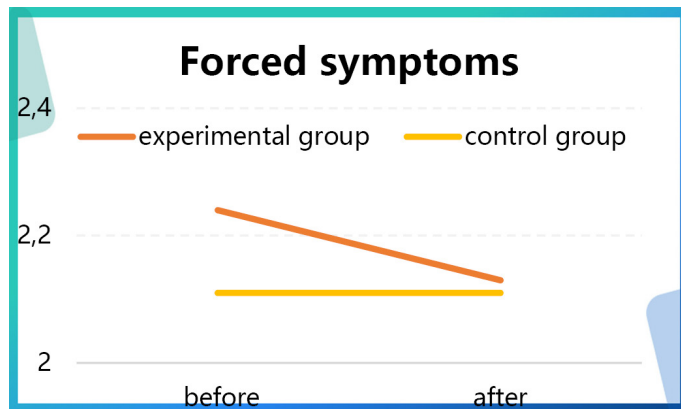 Forced symptoms
2,4
experimental group control group
2,2
2
before after